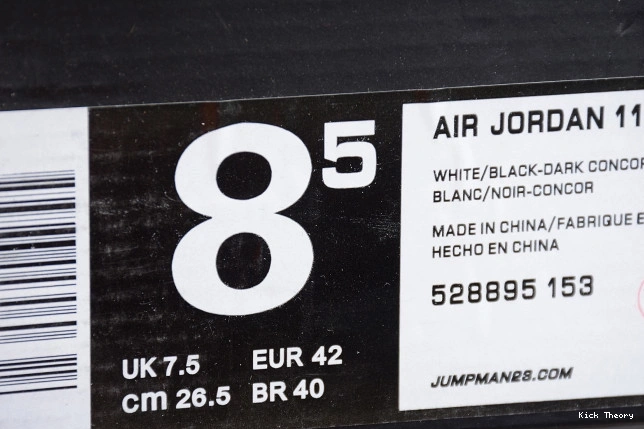 8 5
UK 7.5 EUR 42
cm 26.5 BR 40
AIR JORDAN 11
WHITE/BLACK-DARK CONCOR
BLANC/NOIR-CONCOR
MADE IN CHINA/FABRIQUE E
HECHO EN CHINA
528895 153
JUMPMAN23.COM
Kick Theory